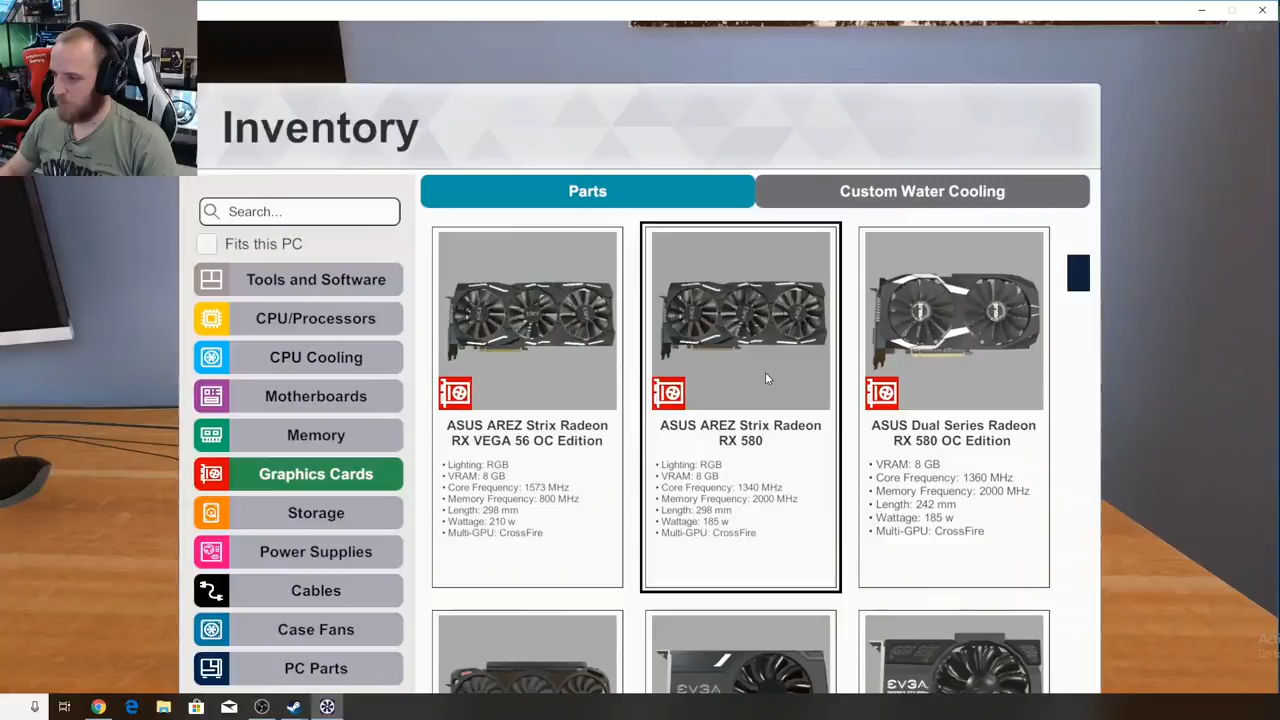 Inventory
Parts
Custom Water Cooling
Search...
Fits this PC
Tools and Software
CPU/Processors
CPU Cooling
Motherboards
Memory
Graphics Cards
Storage
Power Supplies
Cables
Case Fans
PC Parts
ASUS AREZ Strix Radeon
RX VEGA 56 OC Edition
• Lighting: RGB
• VRAM: 8 GB
• Core Frequency: 1573 MHz
• Memory Frequency: 800 MHz
• Length: 298 mm
• Wattage: 210 w
• Multi-GPU: CrossFire
ASUS AREZ Strix Radeon
RX 580
• Lighting: RGB
• VRAM: 8 GB
• Core Frequency: 1340 MHz
• Memory Frequency: 2000 MHz
• Length: 298 mm
• Wattage: 185 w
• Multi-GPU: CrossFire
ASUS Dual Series Radeon
RX 580 OC Edition
• VRAM: 8 GB
• Core Frequency: 1360 MHz
• Memory Frequency: 2000 MHz
• Length: 242 mm
• Wattage: 185 w
• Multi-GPU: CrossFire
EVGA
EVGA